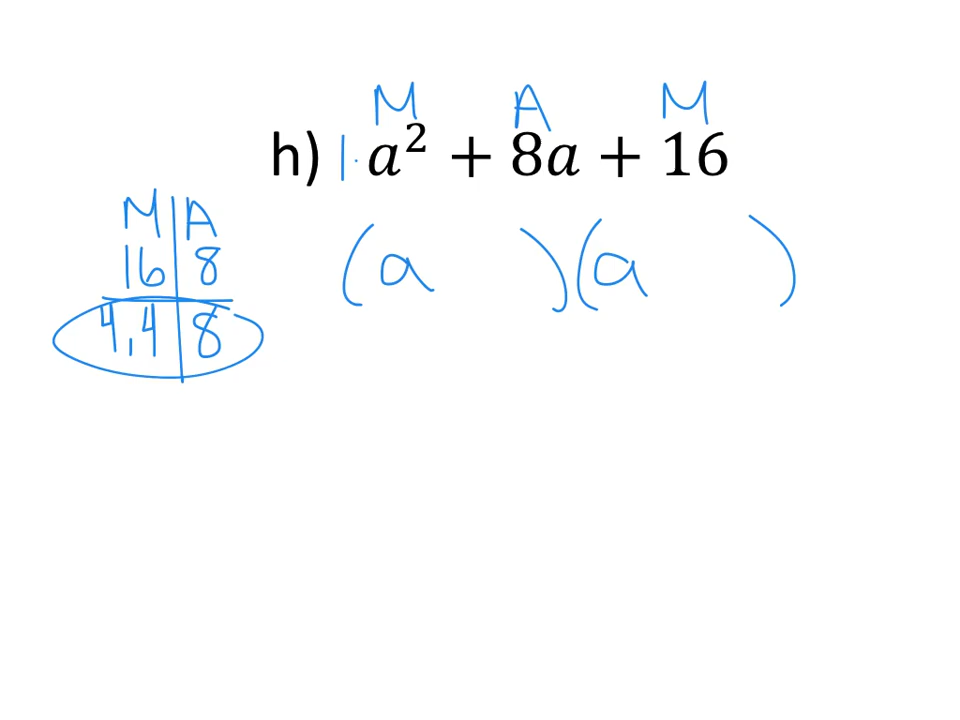 M A M
h) 1·a² + 8a + 16
M | A
16 | 8
4,4 | 8
(a )(a )